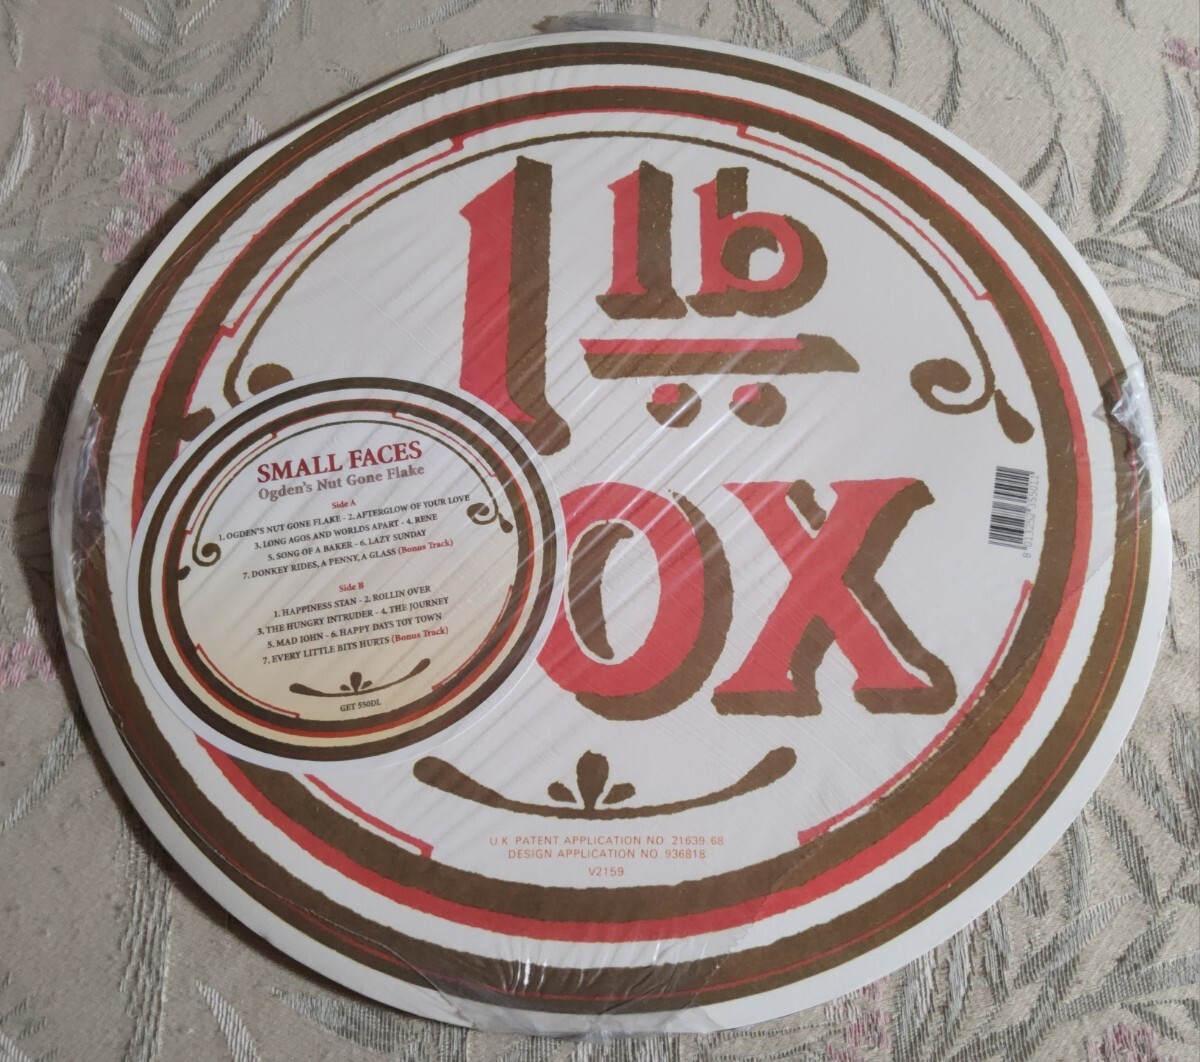 1 lb
OX
SMALL FACES
Ogden's Nut Gone Flake
Side A
1. OGDEN'S NUT GONE FLAKE - 2. AFTERGLOW OF YOUR LOVE
3. LONG AGOS AND WORLDS APART - 4. RENE
5. SONG OF A BAKER - 6. LAZY SUNDAY
7. DONKEY RIDES, A PENNY, A GLASS (Bonus Track)
Side B
1. HAPPINESS STAN - 2. ROLLIN OVER
3. THE HUNGRY INTRUDER - 4. THE JOURNEY
5. MAD JOHN - 6. HAPPY DAYS TOY TOWN
7. EVERY LITTLE BITS HURTS (Bonus Track)
GET 550DL
U.K. PATENT APPLICATION NO. 21639/68
DESIGN APPLICATION NO. 936818
V2159